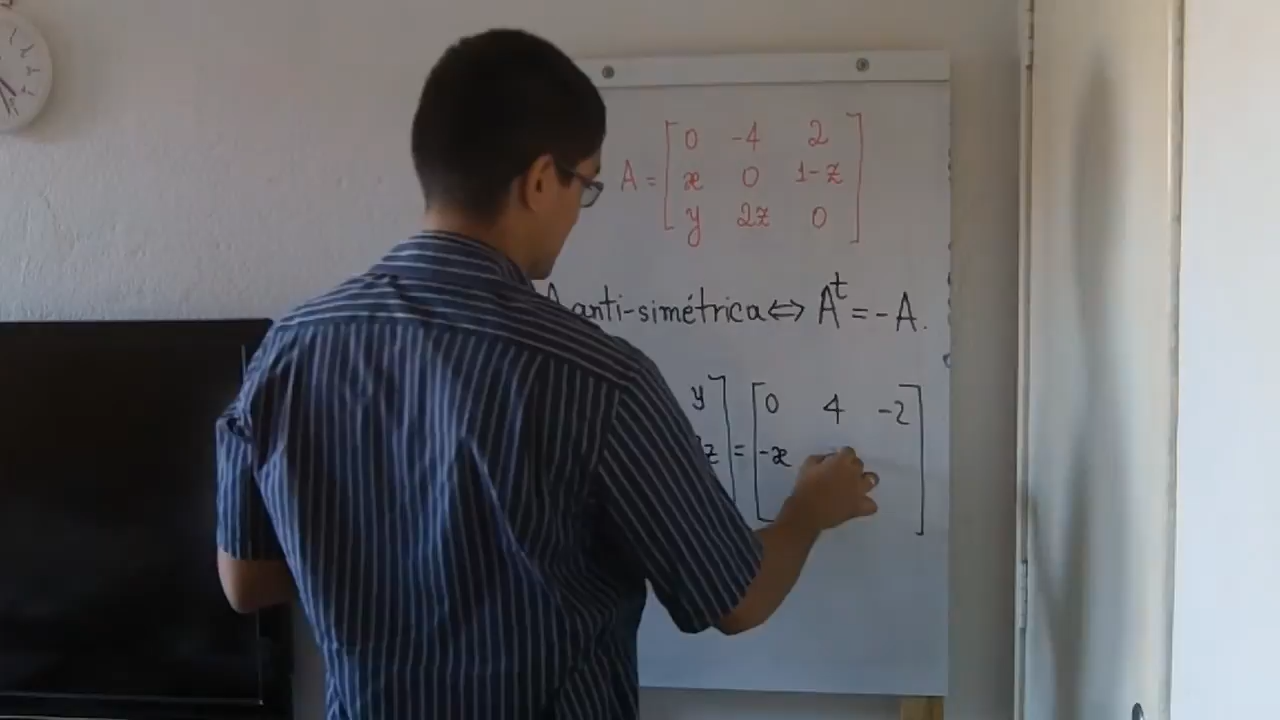 0 -4 2
A = x 0 1-z
y 2z 0
A anti-simétrica ⇔ Aᵗ = -A.
y 0 4 -2
z = -x